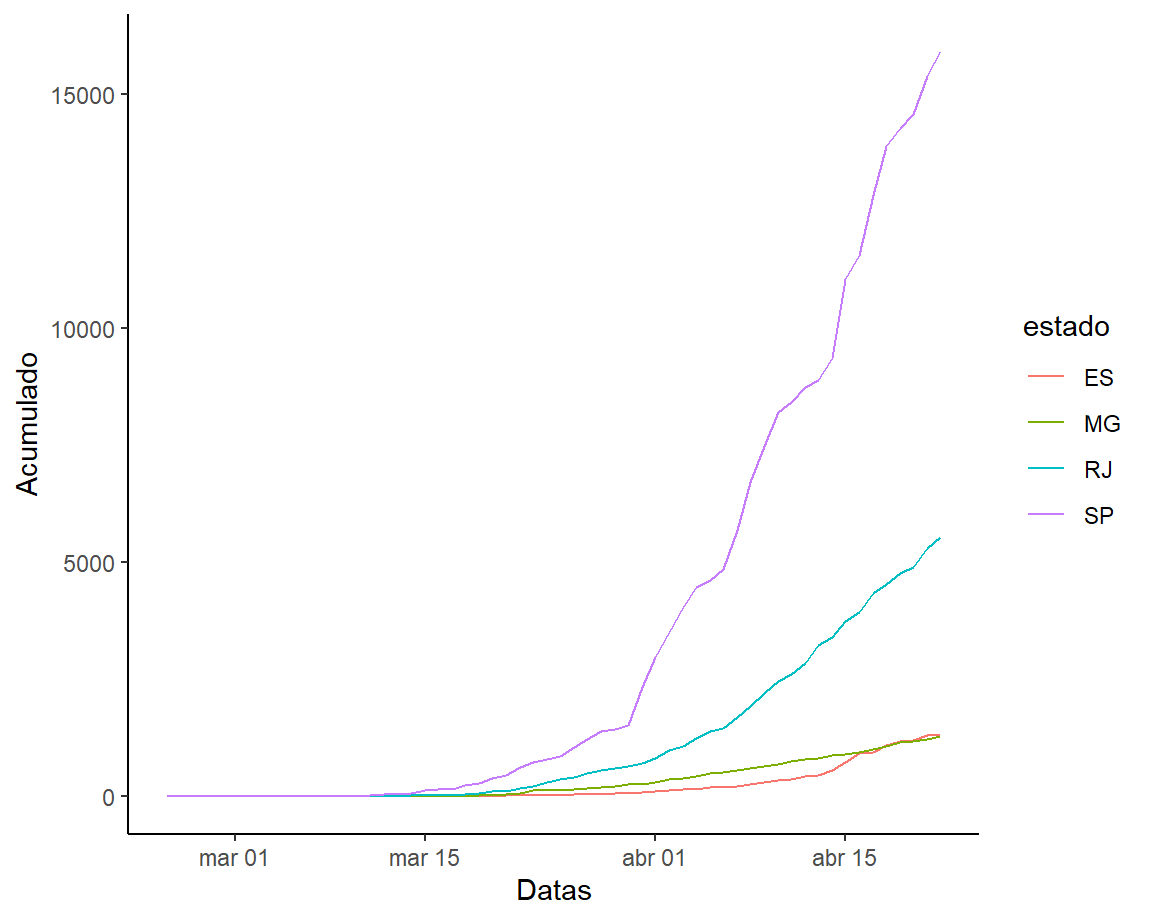 15000
10000
5000
0
Acumulado
mar 01
mar 15
abr 01
abr 15
Datas
estado
ES
MG
RJ
SP